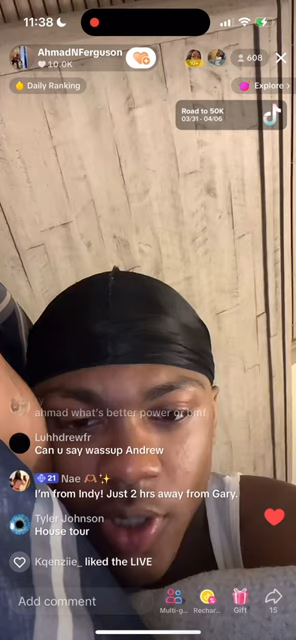 11:38
AhmadNFerguson
10.0K
608
Daily Ranking
Explore
Road to 50K
03/31 - 04/06
ahmad what's better power or bmf
Luhhdrewfr
Can u say wassup Andrew
21 Nae
I'm from Indy! Just 2 hrs away from Gary.
Tyler Johnson
House tour
Kqenziie_ liked the LIVE
Add comment
Multi-g...
Rechar...
Gift
15